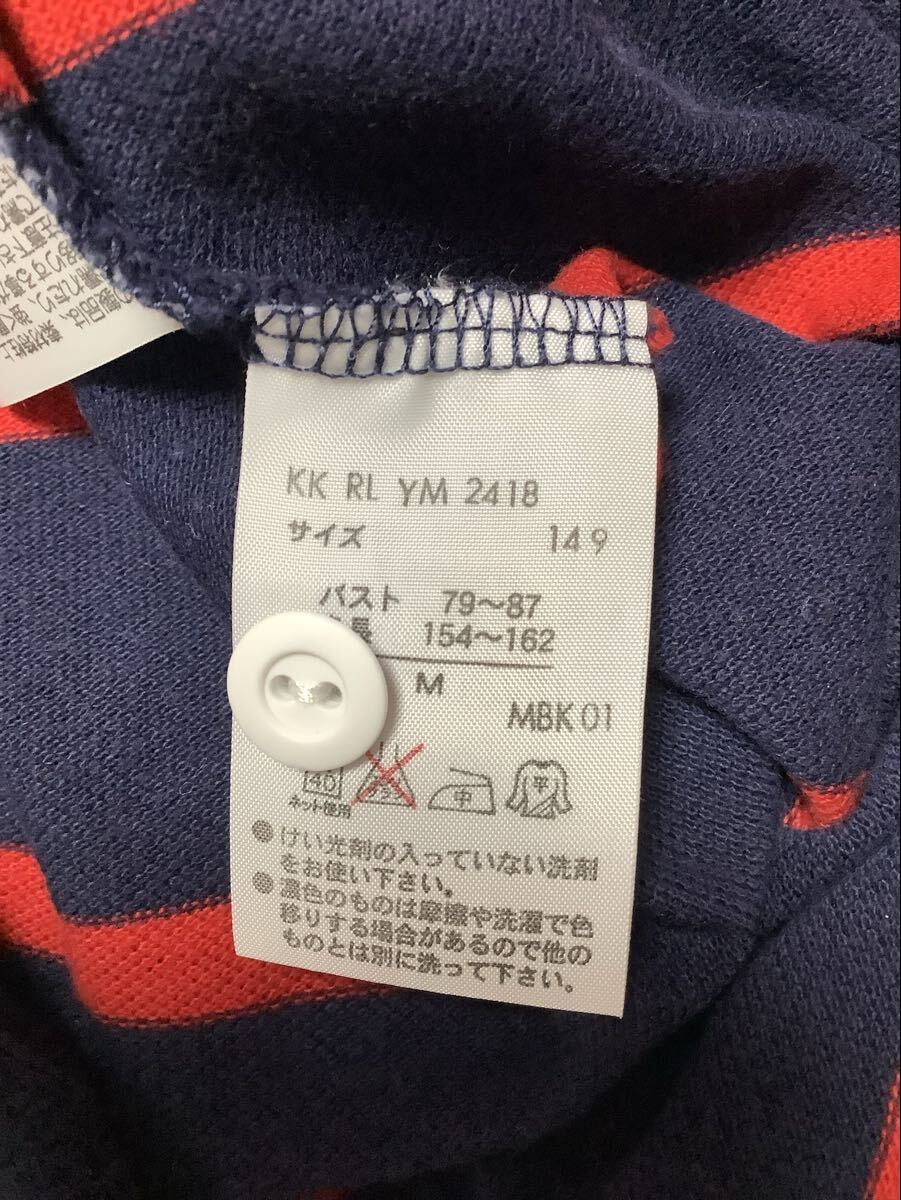 KK RL YM 2418
サイズ 149
バスト 79〜87
長 154〜162
M
MBK 01
40 中 平
ネット使用
●けい光剤の入っていない洗剤
をお使い下さい。
●濃色のものは摩擦や洗濯で色
移りする場合があるので他の
ものとは別に洗って下さい。